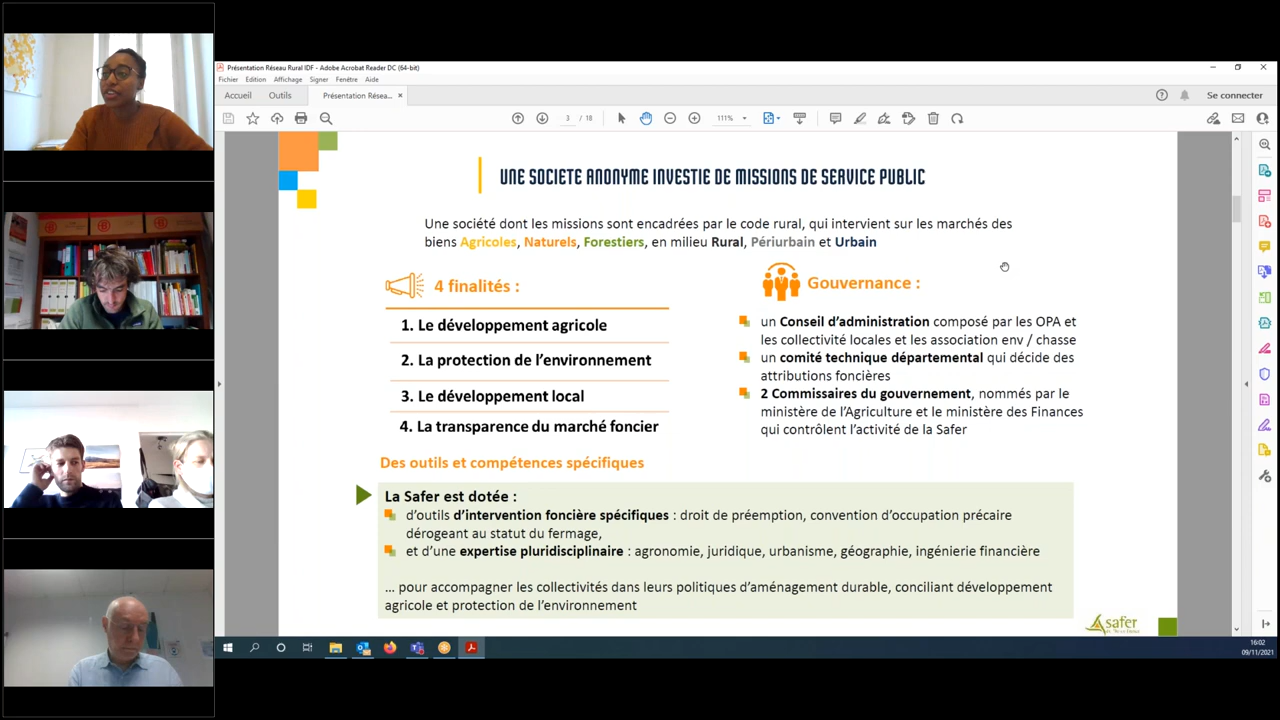 Présentation Réseau Rural IDF - Adobe Acrobat Reader DC (64-bit)
Fichier Edition Affichage Signer Fenêtre Aide
Accueil Outils Présentation Résea... × Se connecter
3 / 18 111%
UNE SOCIETE ANONYME INVESTIE DE MISSIONS DE SERVICE PUBLIC
Une société dont les missions sont encadrées par le code rural, qui intervient sur les marchés des
biens Agricoles, Naturels, Forestiers, en milieu Rural, Périurbain et Urbain
4 finalités :
1. Le développement agricole
2. La protection de l’environnement
3. Le développement local
4. La transparence du marché foncier
Gouvernance :
un Conseil d’administration composé par les OPA et
les collectivité locales et les association env / chasse
un comité technique départemental qui décide des
attributions foncières
2 Commissaires du gouvernement, nommés par le
ministère de l’Agriculture et le ministère des Finances
qui contrôlent l’activité de la Safer
Des outils et compétences spécifiques
La Safer est dotée :
d’outils d’intervention foncière spécifiques : droit de préemption, convention d’occupation précaire
dérogeant au statut du fermage,
et d’une expertise pluridisciplinaire : agronomie, juridique, urbanisme, géographie, ingénierie financière
... pour accompagner les collectivités dans leurs politiques d’aménagement durable, conciliant développement
agricole et protection de l’environnement
safer
16:02
09/11/2021